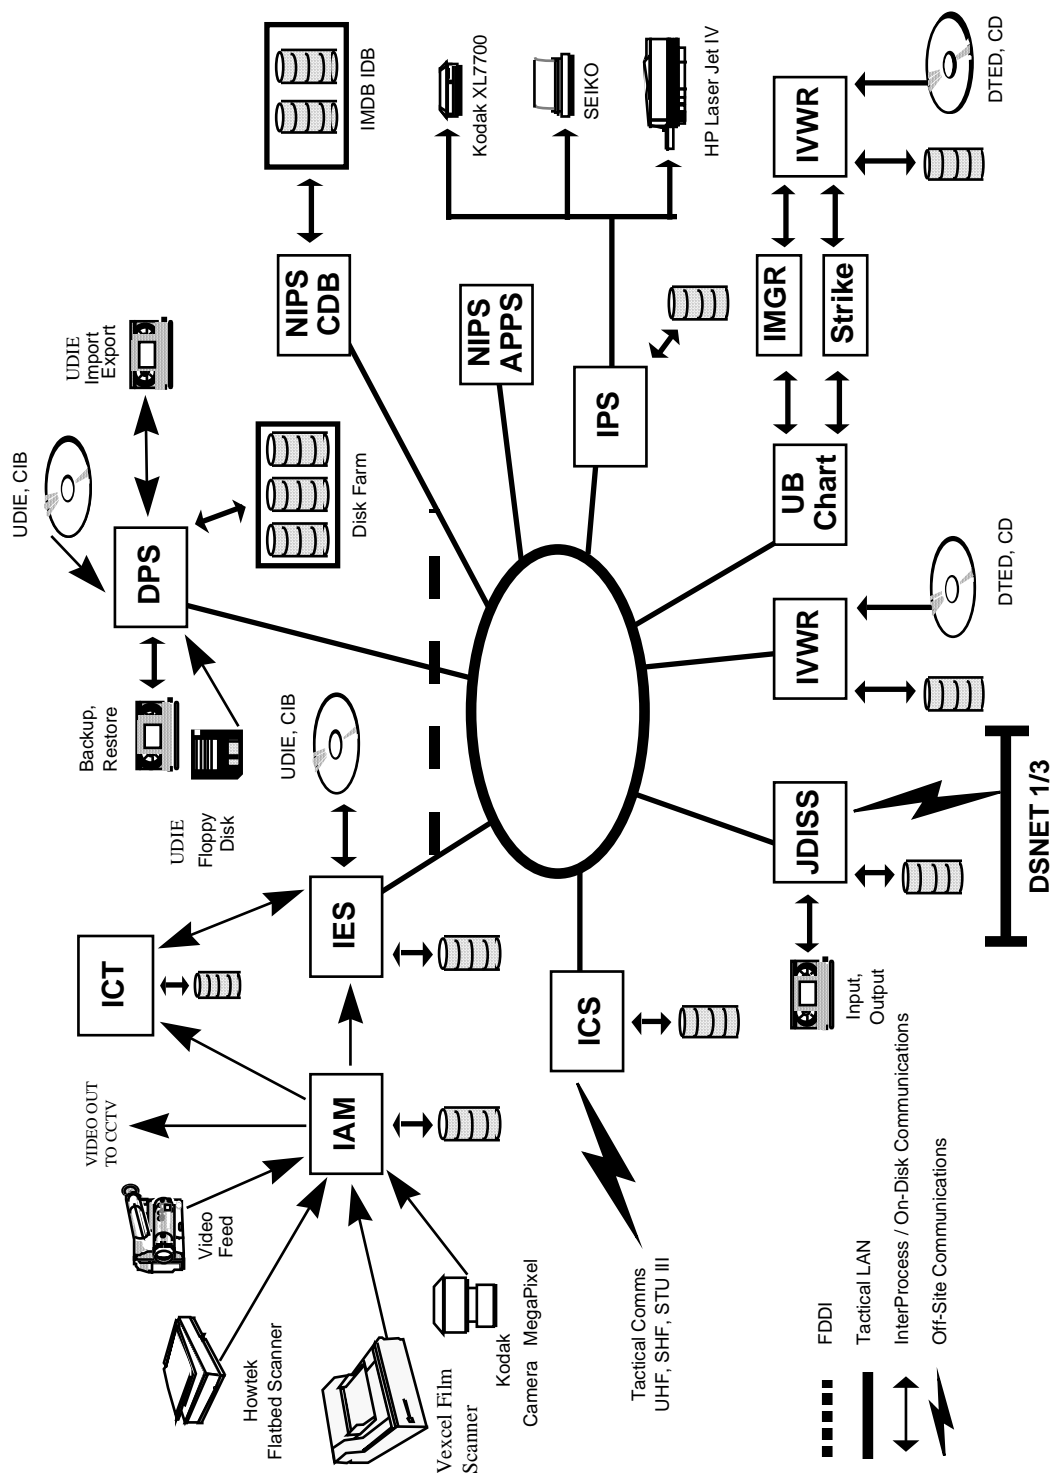 Howtek
Flatbed Scanner
Vexcel Film
Scanner
Kodak
Camera MegaPixel
Video
Feed
VIDEO OUT
TO CCTV
IAM
ICT
IES
UDIE, CIB
UDIE
Floppy
Disk
Backup,
Restore
DPS
UDIE, CIB
UDIE
Import
Export
Disk Farm
NIPS
CDB
IMDB IDB
NIPS
APPS
IPS
Kodak XL7700
SEIKO
HP Laser Jet IV
UB
Chart
IMGR
Strike
IVWR
DTED, CD
IVWR
DTED, CD
JDISS
Input,
Output
DSNET 1/3
ICS
Tactical Comms
UHF, SHF, STU III
FDDI
Tactical LAN
InterProcess / On-Disk Communications
Off-Site Communications